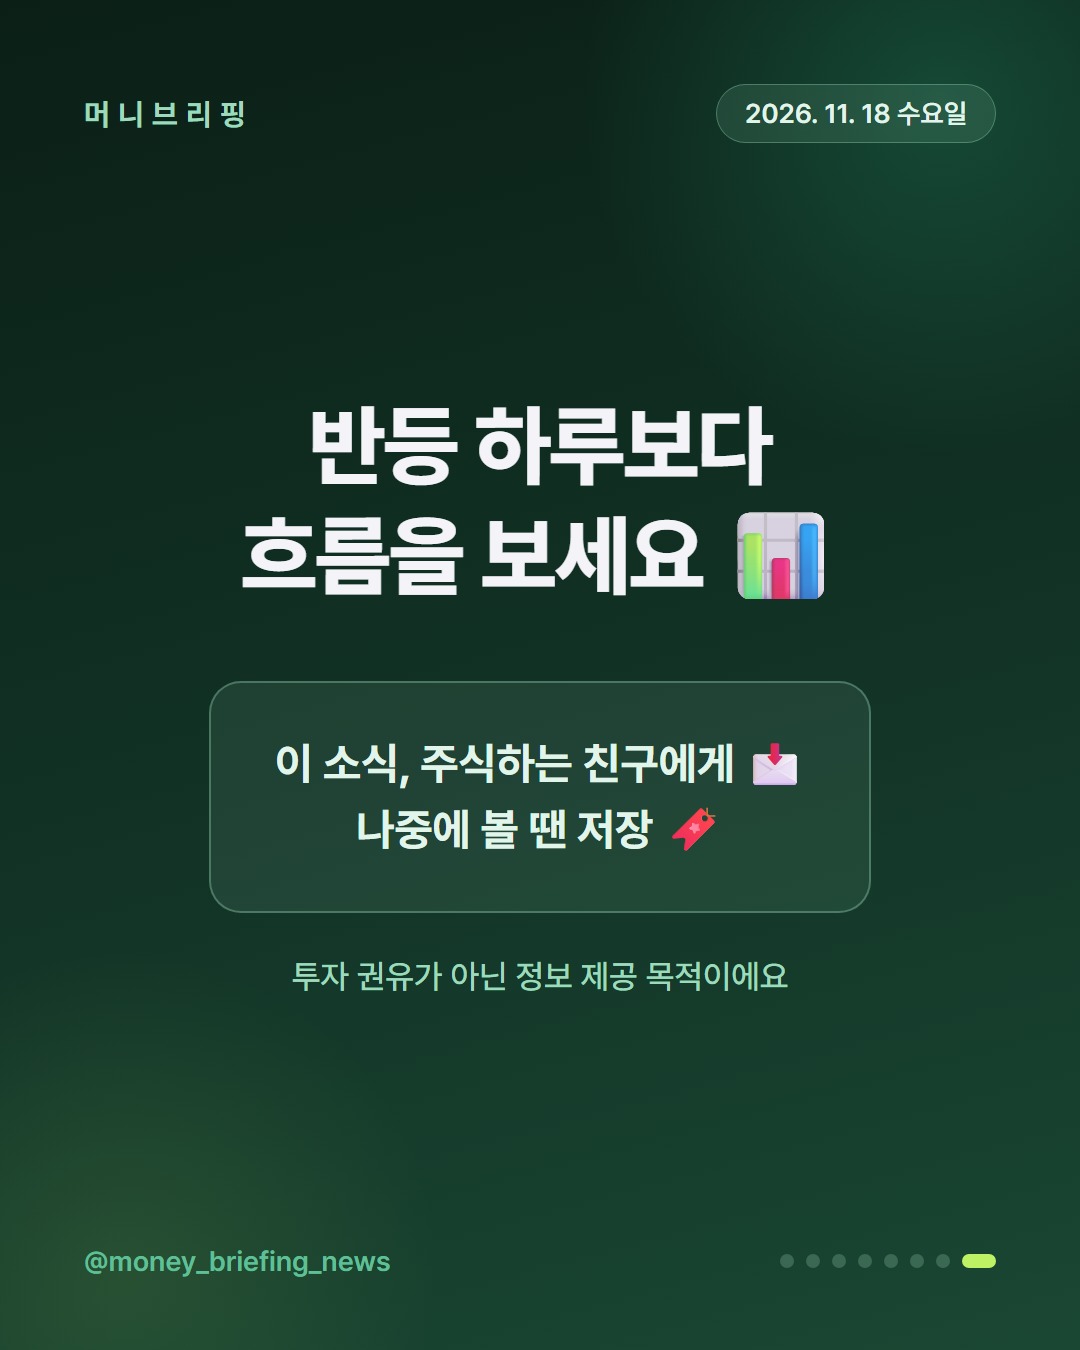 머니브리핑
2026. 11. 18 수요일
반등 하루보다
흐름을 보세요
이 소식, 주식하는 친구에게
나중에 볼 땐 저장
투자 권유가 아닌 정보 제공 목적이에요
@money_briefing_news